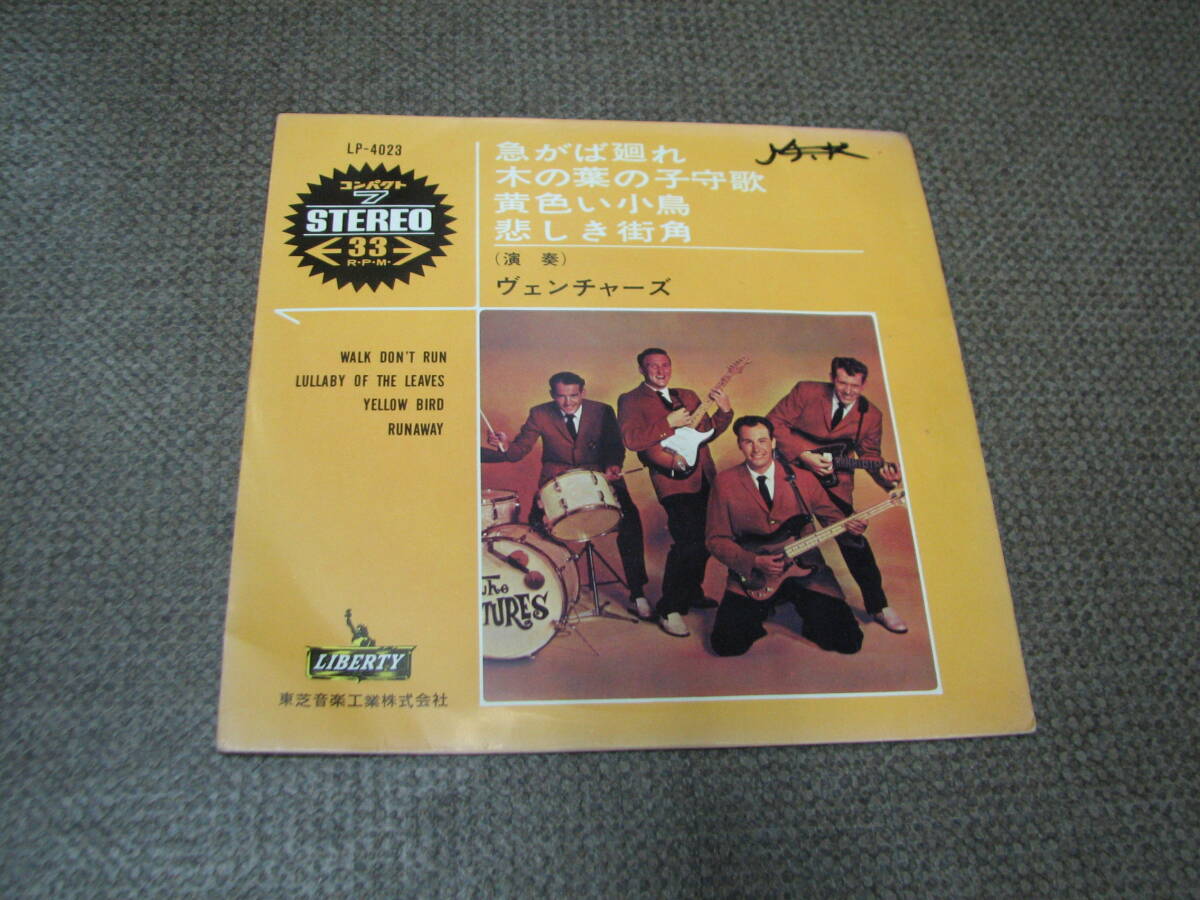 LP-4023
コンパクト
7
STEREO
33
R・P・M・
急がば廻れ
木の葉の子守歌
黄色い小鳥
悲しき街角
(演奏)
ヴェンチャーズ
WALK DON'T RUN
LULLABY OF THE LEAVES
YELLOW BIRD
RUNAWAY
The
TURES
LIBERTY
東芝音楽工業株式会社